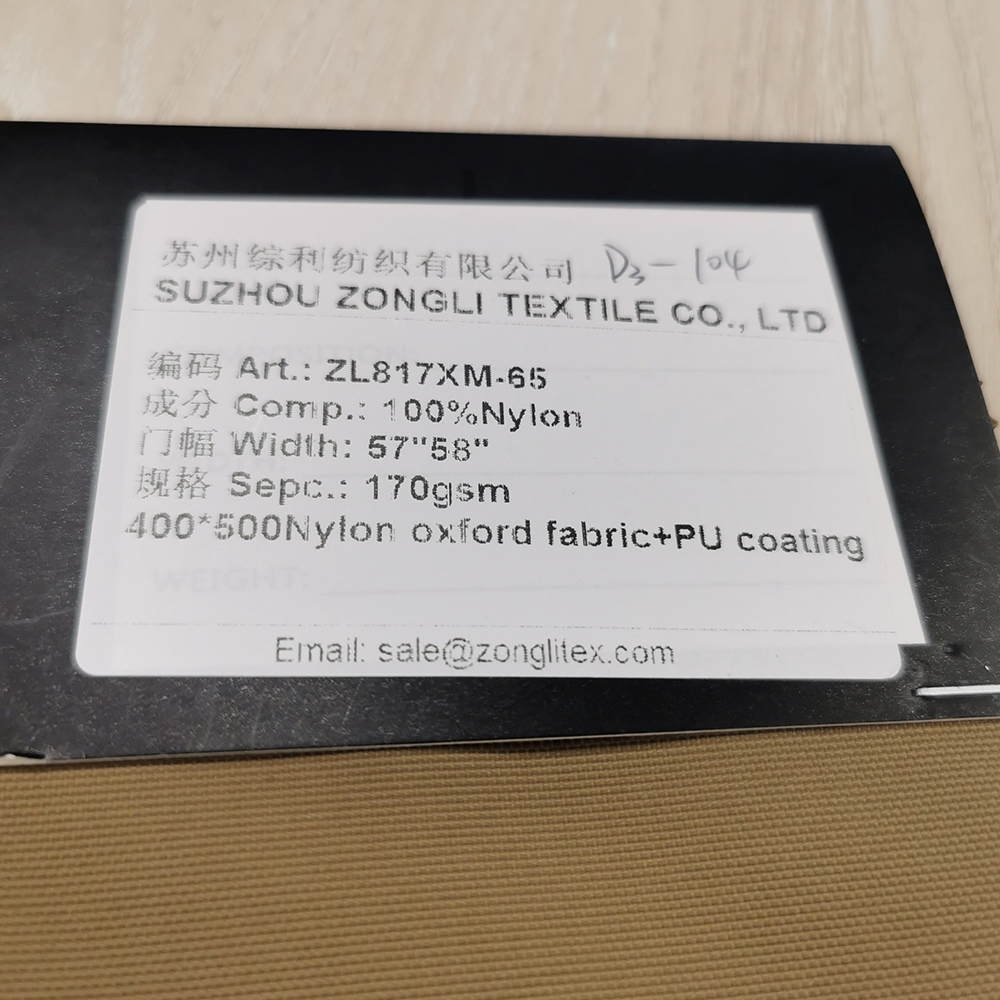 苏州综利纺织有限公司 D3-104
SUZHOU ZONGLI TEXTILE CO., LTD
编码 Art.: ZL817XM-65
成分 Comp.: 100%Nylon
门幅 Width: 57"58"
规格 Sepc.: 170gsm
400*500Nylon oxford fabric+PU coating
WEIGHT:
Email: sale@zonglitex.com